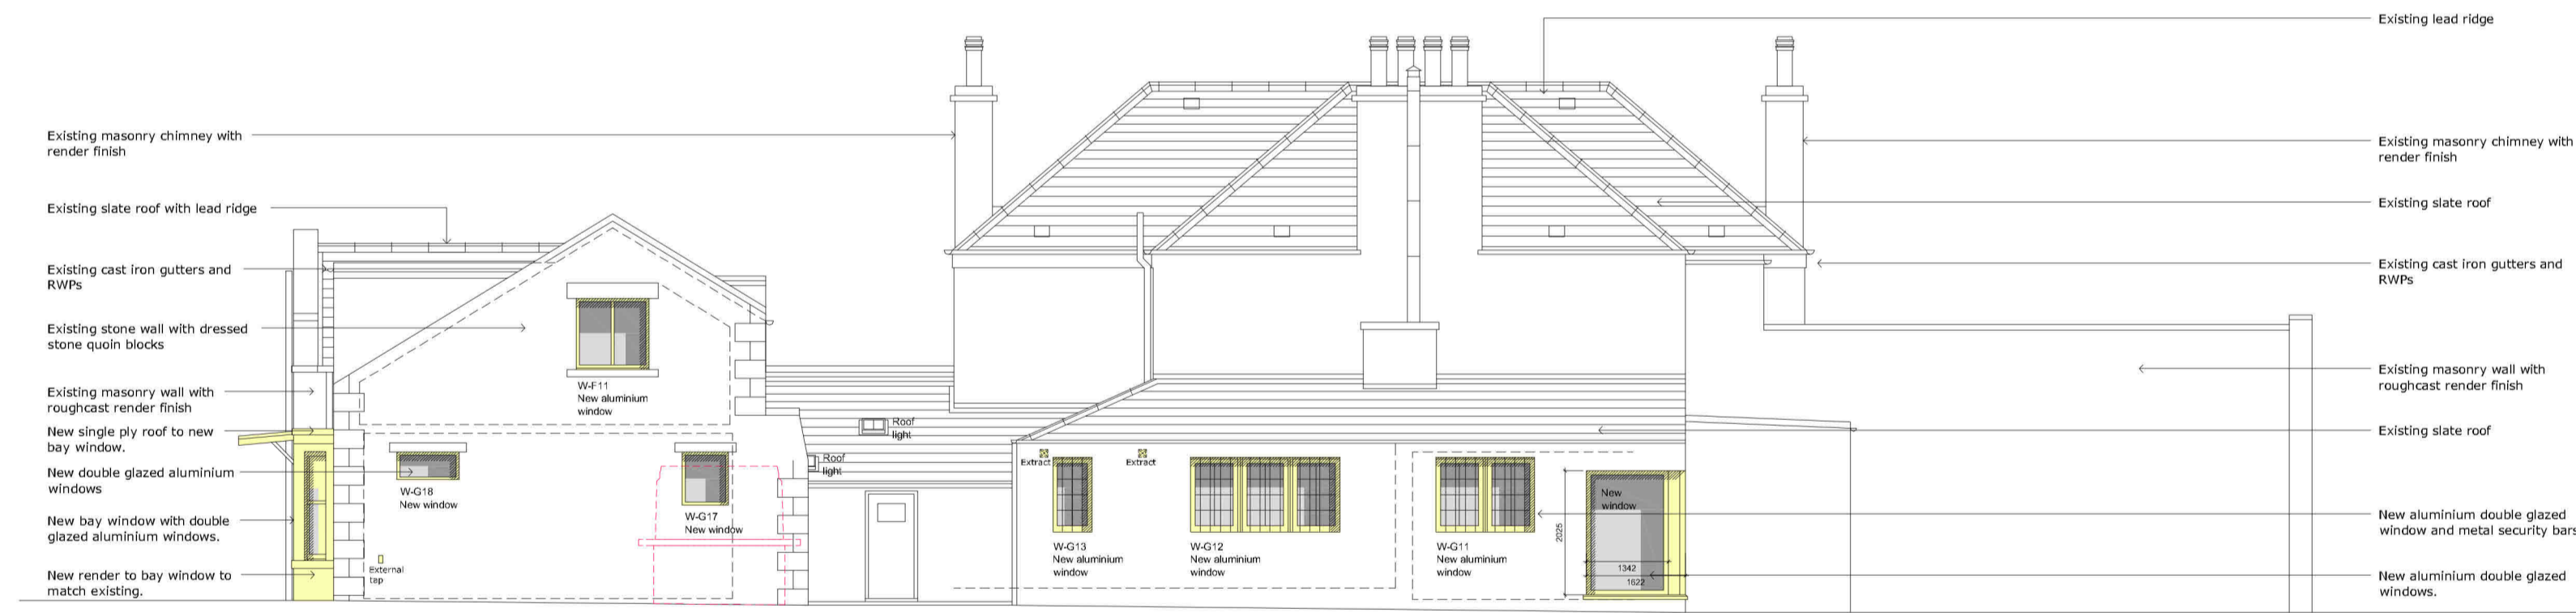 Existing masonry chimney with
render finish
Existing slate roof with lead ridge
Existing cast iron gutters and
RWPs
Existing stone wall with dressed
stone quoin blocks
Existing masonry wall with
roughcast render finish
New single ply roof to new
bay window.
New double glazed aluminium
windows
New bay window with double
glazed aluminium windows.
New render to bay window to
match existing.
W-F11
New aluminium
window
W-G18
New window
External
tap
W-G17
New window
Roof
light
Roof
light
Extract
Extract
W-G13
New aluminium
window
W-G12
New aluminium
window
W-G11
New aluminium
window
New
window
2025
1342
1622
Existing lead ridge
Existing masonry chimney with
render finish
Existing slate roof
Existing cast iron gutters and
RWPs
Existing masonry wall with
roughcast render finish
Existing slate roof
New aluminium double glazed
window and metal security bars
New aluminium double glazed
windows.